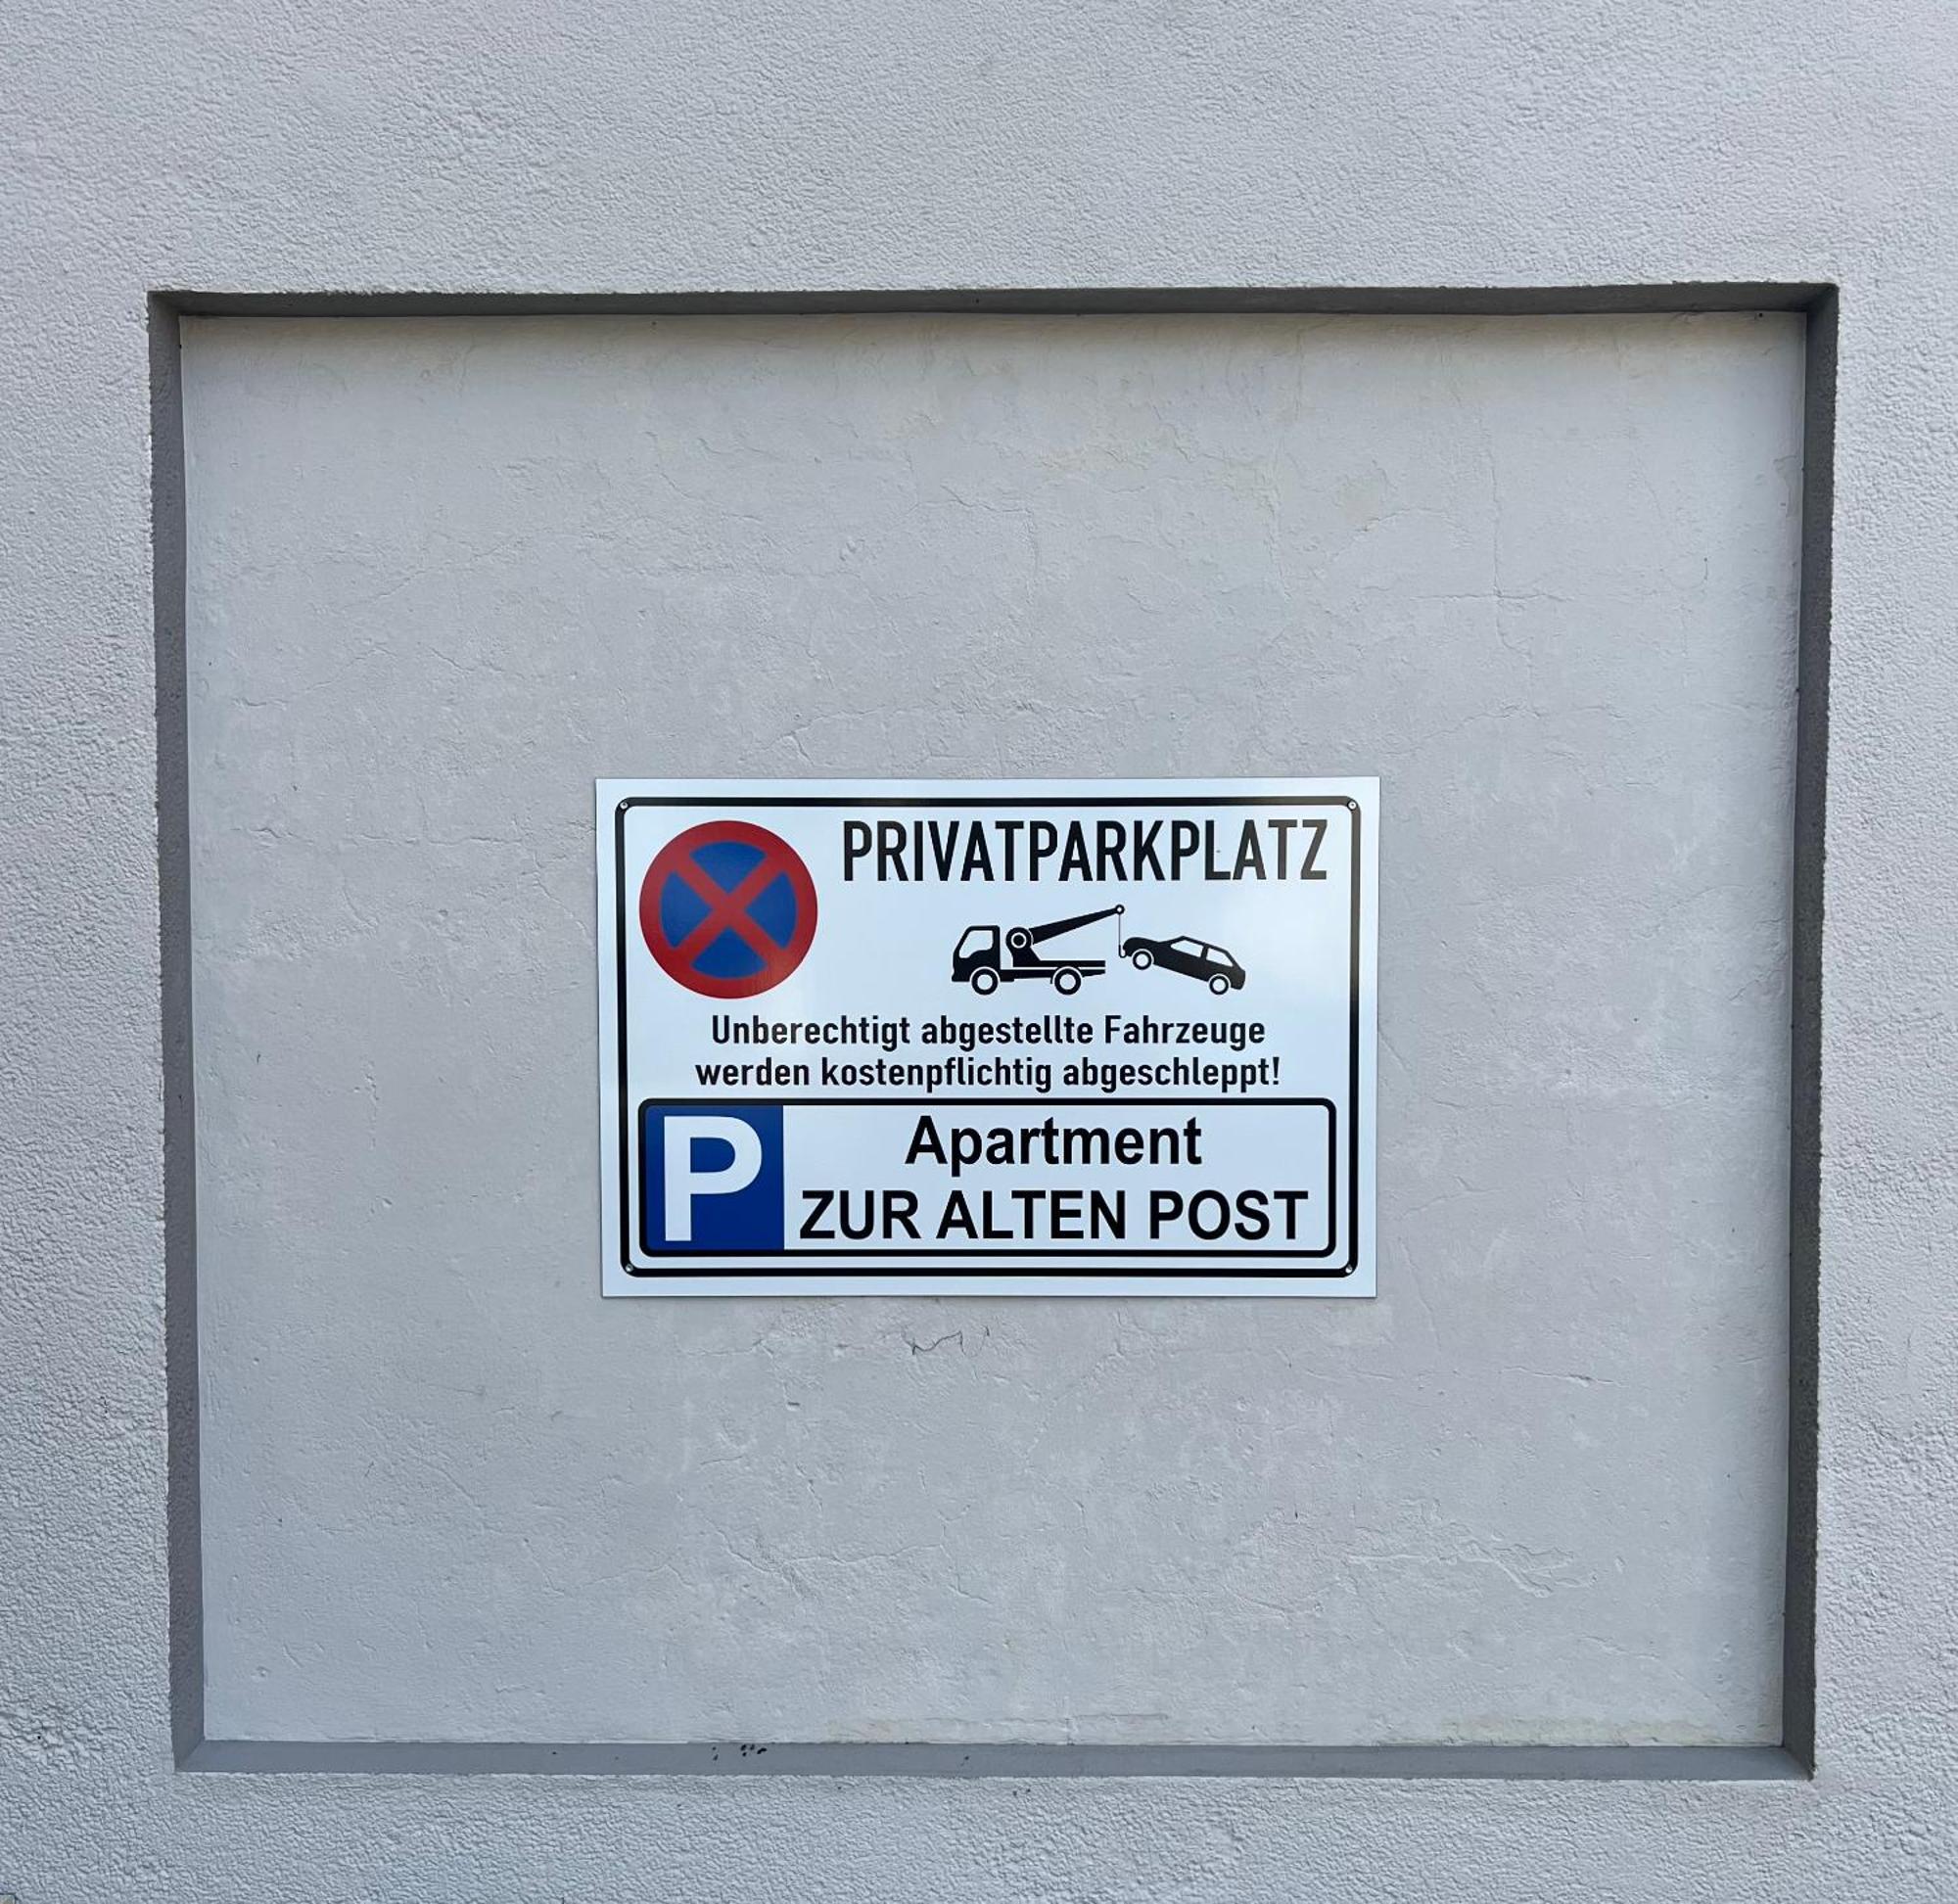 PRIVATPARKPLATZ
Unberechtigt abgestellte Fahrzeuge
werden kostenpflichtig abgeschleppt!
P
Apartment
ZUR ALTEN POST